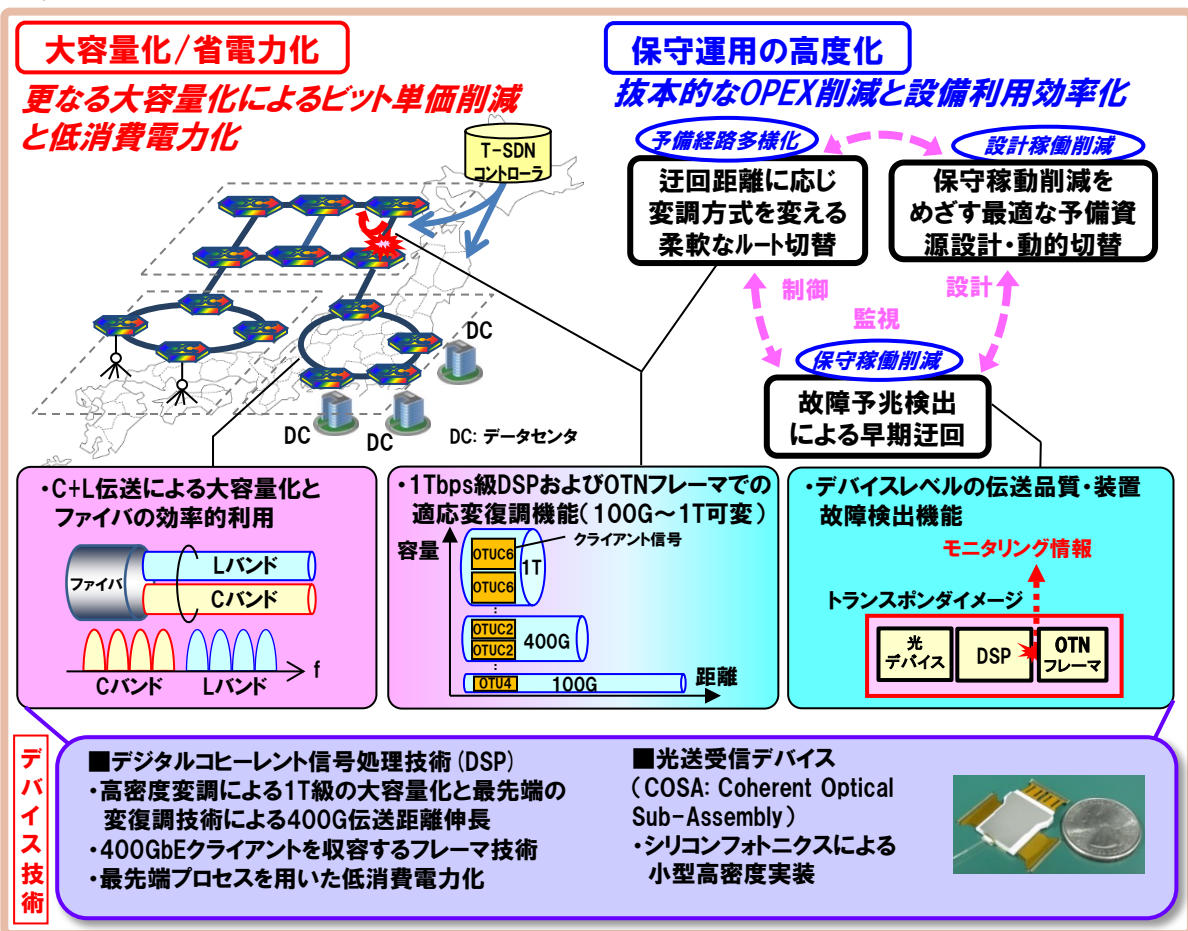 大容量化/省電力化
更なる大容量化によるビット単価削減
と低消費電力化
T-SDN
コントローラ
DC
DC
DC
DC: データセンタ
保守運用の高度化
抜本的なOPEX削減と設備利用効率化
予備経路多様化
迂回距離に応じ
変調方式を変える
柔軟なルート切替
設計稼働削減
保守稼動削減を
めざす最適な予備資
源設計・動的切替
制御
設計
監視
保守稼働削減
故障予兆検出
による早期迂回
・C+L伝送による大容量化と
ファイバの効率的利用
ファイバ
Lバンド
Cバンド
Cバンド
Lバンド
f
・1Tbps級DSPおよびOTNフレーマでの
適応変復調機能(100G～1T可変)
容量
クライアント信号
OTUC6
OTUC6
1T
OTUC2
OTUC2
400G
OTU4
100G
距離
・デバイスレベルの伝送品質・装置
故障検出機能
モニタリング情報
トランスポンダイメージ
光
デバイス
DSP
OTN
フレーマ
デバイス技術
■デジタルコヒーレント信号処理技術(DSP)
・高密度変調による1T級の大容量化と最先端の
変復調技術による400G伝送距離伸長
・400GbEクライアントを収容するフレーマ技術
・最先端プロセスを用いた低消費電力化
■光送受信デバイス
(COSA: Coherent Optical
Sub-Assembly)
・シリコンフォトニクスによる
小型高密度実装